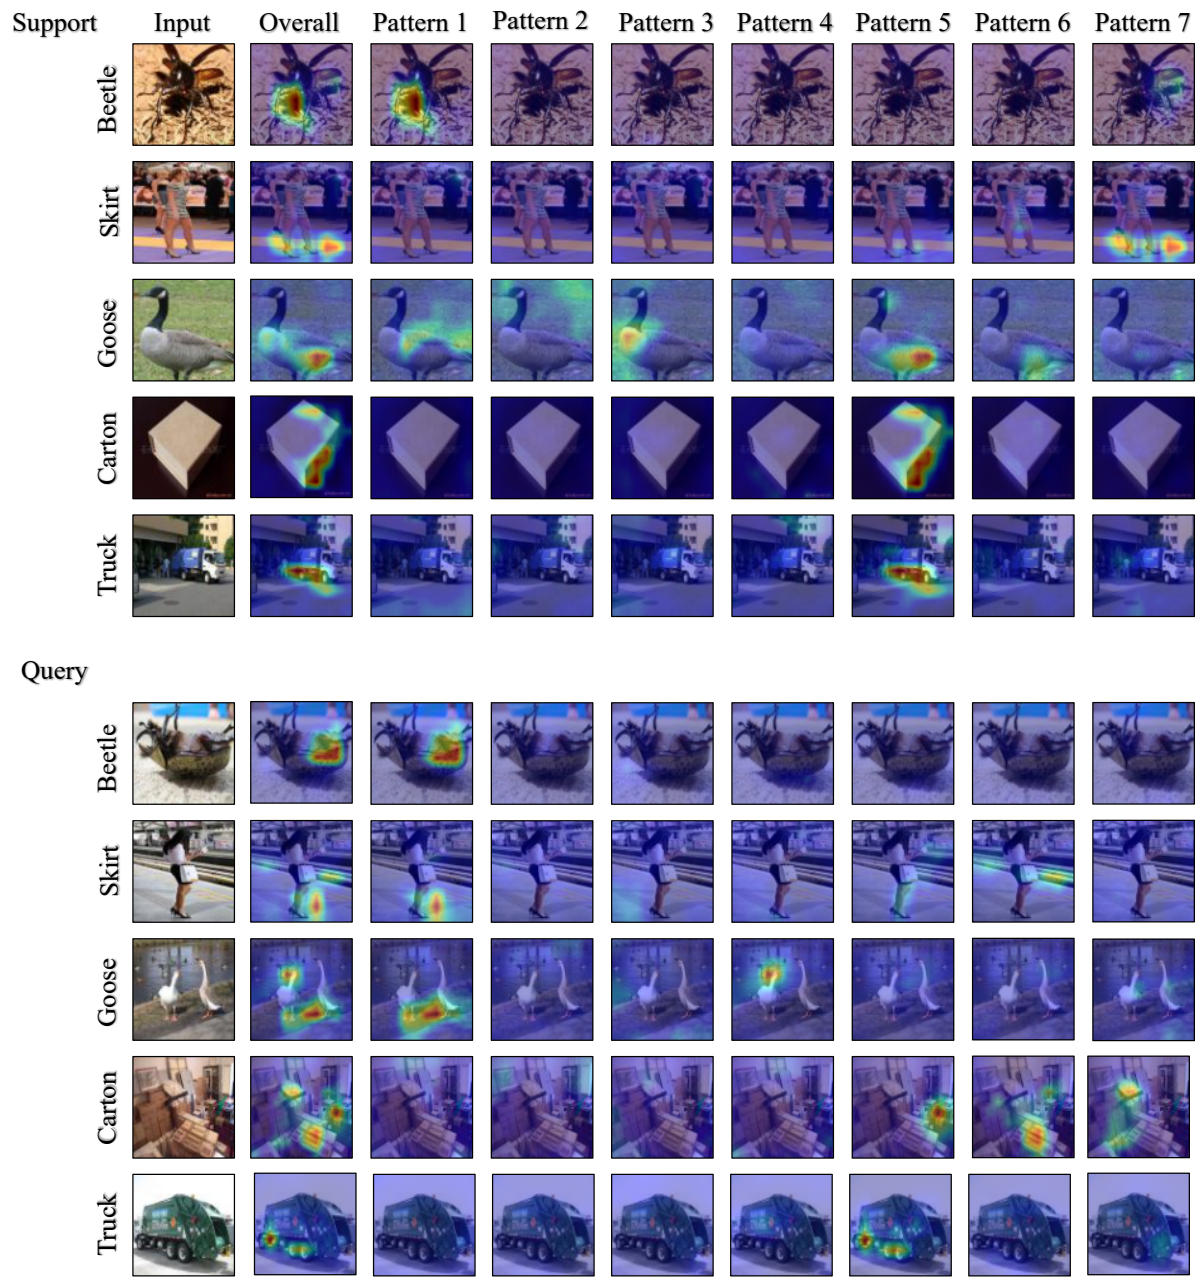 Support Input Overall Pattern 1 Pattern 2 Pattern 3 Pattern 4 Pattern 5 Pattern 6 Pattern 7
Beetle
Skirt
Goose
Carton
Truck
Query
Beetle
Skirt
Goose
Carton
Truck